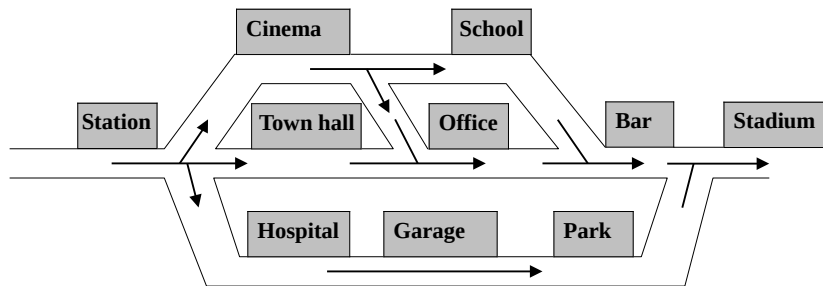 Cinema
School
Station
Town hall
Office
Bar
Stadium
Hospital
Garage
Park